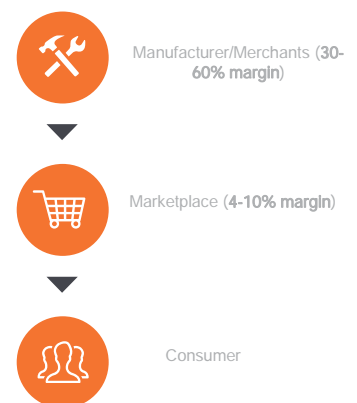 Manufacturer/Merchants (30-
60% margin)
Marketplace (4-10% margin)
Consumer